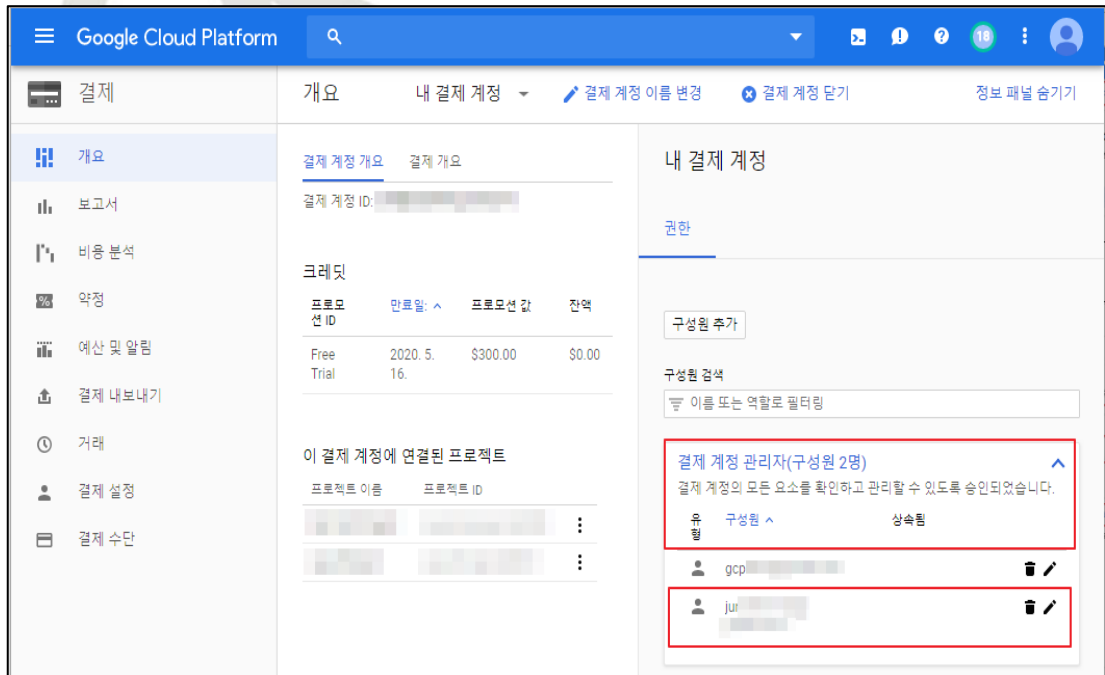 Google Cloud Platform
18
결제
개요
내 결제 계정
결제 계정 이름 변경
결제 계정 닫기
정보 패널 숨기기
개요
보고서
비용 분석
약정
예산 및 알림
결제 내보내기
거래
결제 설정
결제 수단
결제 계정 개요
결제 개요
결제 계정 ID:
크레딧
프로모
션 ID
만료일:
프로모션 값
잔액
Free
Trial
2020. 5.
16.
$300.00
$0.00
이 결제 계정에 연결된 프로젝트
프로젝트 이름
프로젝트 ID
내 결제 계정
권한
구성원 추가
구성원 검색
이름 또는 역할로 필터링
결제 계정 관리자(구성원 2명)
결제 계정의 모든 요소를 확인하고 관리할 수 있도록 승인되었습니다.
유
형
구성원
상속됨
gcp
jur